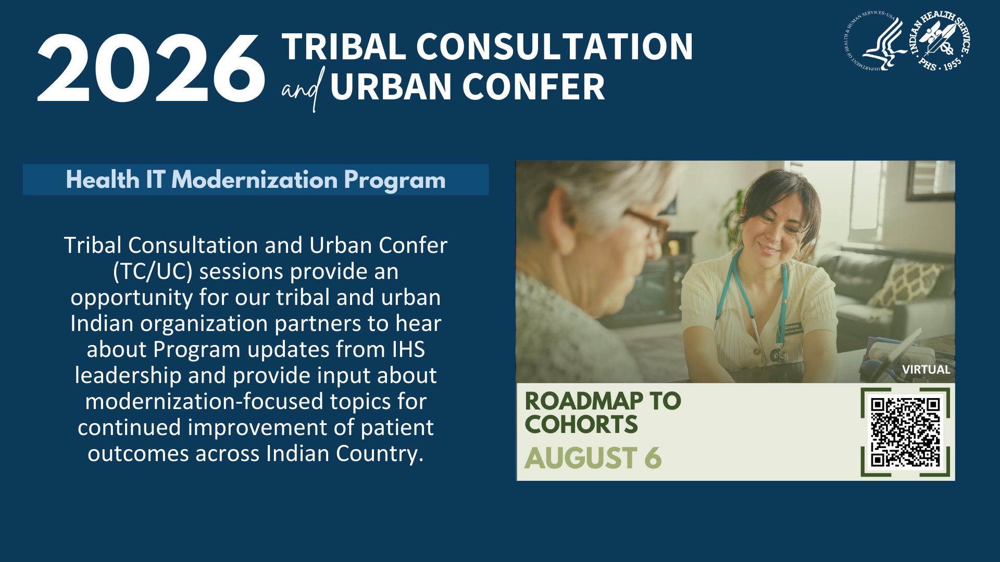 2026
TRIBAL CONSULTATION
and URBAN CONFER
DEPARTMENT OF HEALTH & HUMAN SERVICES · USA
INDIAN HEALTH SERVICE · PHS · 1955 ·
Health IT Modernization Program
Tribal Consultation and Urban Confer
(TC/UC) sessions provide an
opportunity for our tribal and urban
Indian organization partners to hear
about Program updates from IHS
leadership and provide input about
modernization-focused topics for
continued improvement of patient
outcomes across Indian Country.
VIRTUAL
ROADMAP TO
COHORTS
AUGUST 6